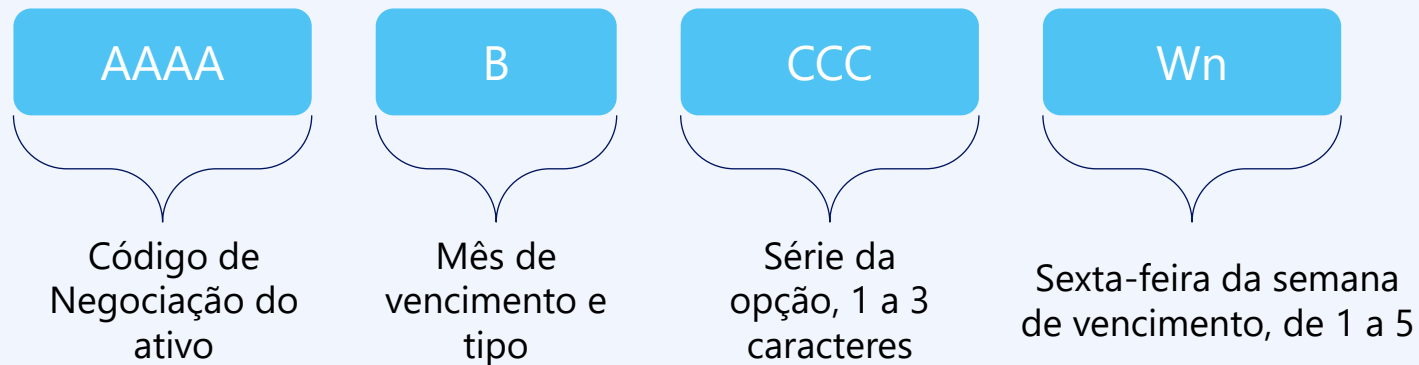 AAAA
B
CCC
Wn
Código de
Negociação do
ativo
Mês de
vencimento e
tipo
Série da
opção, 1 a 3
caracteres
Sexta-feira da semana
de vencimento, de 1 a 5